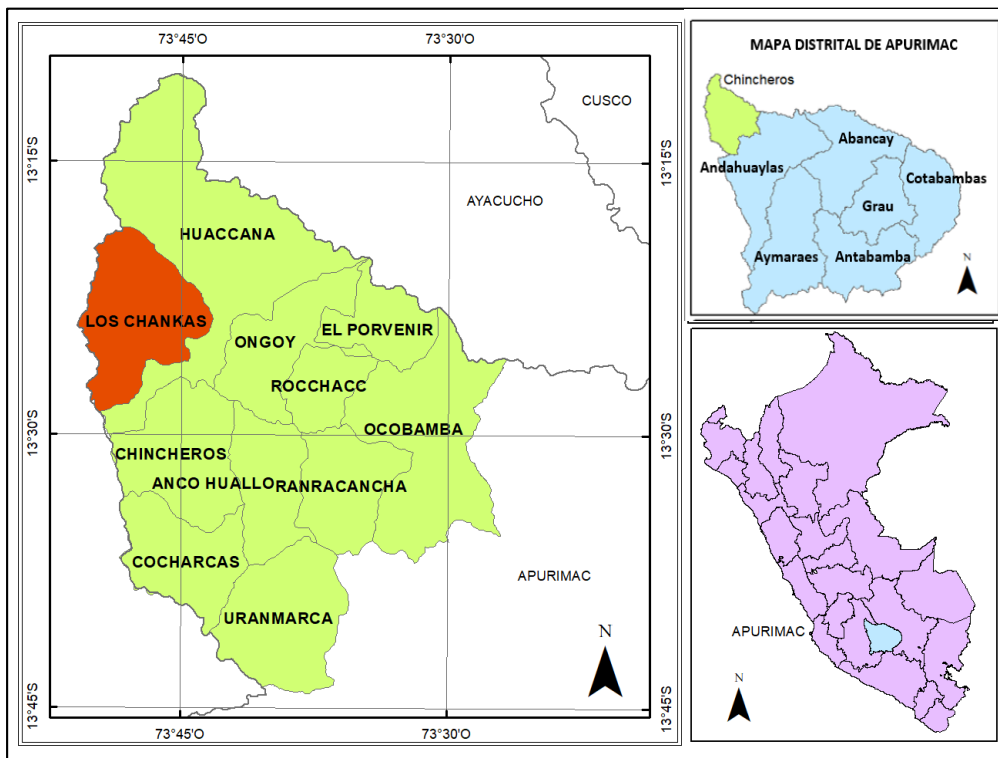 73°45'O
73°30'O
CUSCO
13°15'S
13°15'S
AYACUCHO
HUACCANA
LOS CHANKAS
EL PORVENIR
ONGOY
ROCCHACC
OCOBAMBA
13°30'S
13°30'S
CHINCHEROS
ANCO HUALLO
RANRACANCHA
COCHARCAS
APURIMAC
URANMARCA
N
13°45'S
13°45'S
73°45'O
73°30'O
MAPA DISTRITAL DE APURIMAC
Chincheros
Abancay
Andahuaylas
Cotabambas
Grau
Aymaraes
Antabamba
N
APURIMAC
N